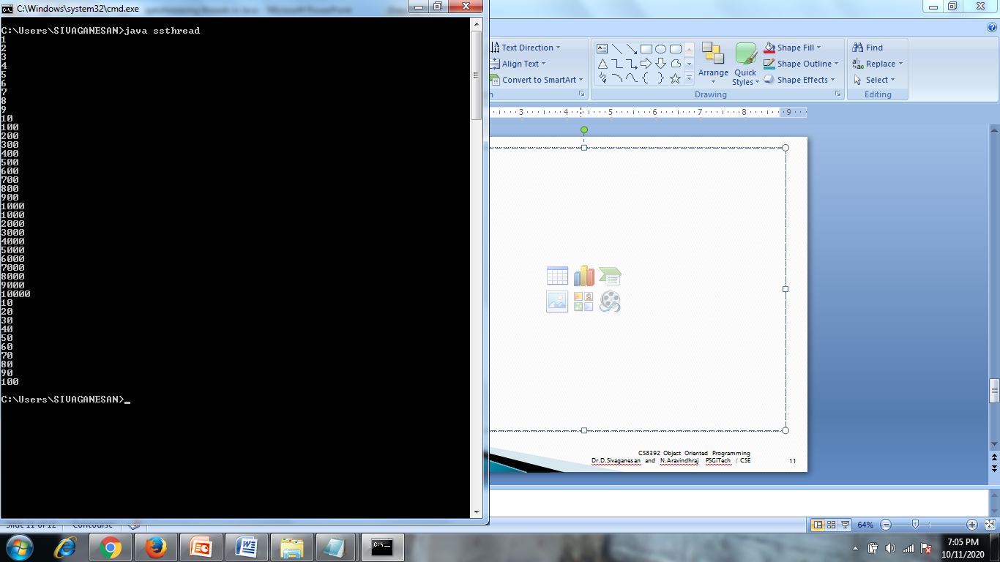 C:\Windows\system32\cmd.exe
C:\Users\SIVAGANESAN>java ssthread
1
2
3
4
5
6
7
8
9
10
100
200
300
400
500
600
700
800
900
1000
1000
2000
3000
4000
5000
6000
7000
8000
9000
10000
10
20
30
40
50
60
70
80
90
100
C:\Users\SIVAGANESAN>_
Text Direction
Align Text
Convert to SmartArt
Arrange
Quick Styles
Shape Fill
Shape Outline
Shape Effects
Drawing
Find
Replace
Select
Editing
3 4 5 6 7 8 9
CS8392 Object Oriented Programming
Dr.D.Sivaganesan and N.Aravindhraj PSGiTech / CSE
11
Slide 11 of 12
Concourse
64%
C:\
7:05 PM
10/11/2020